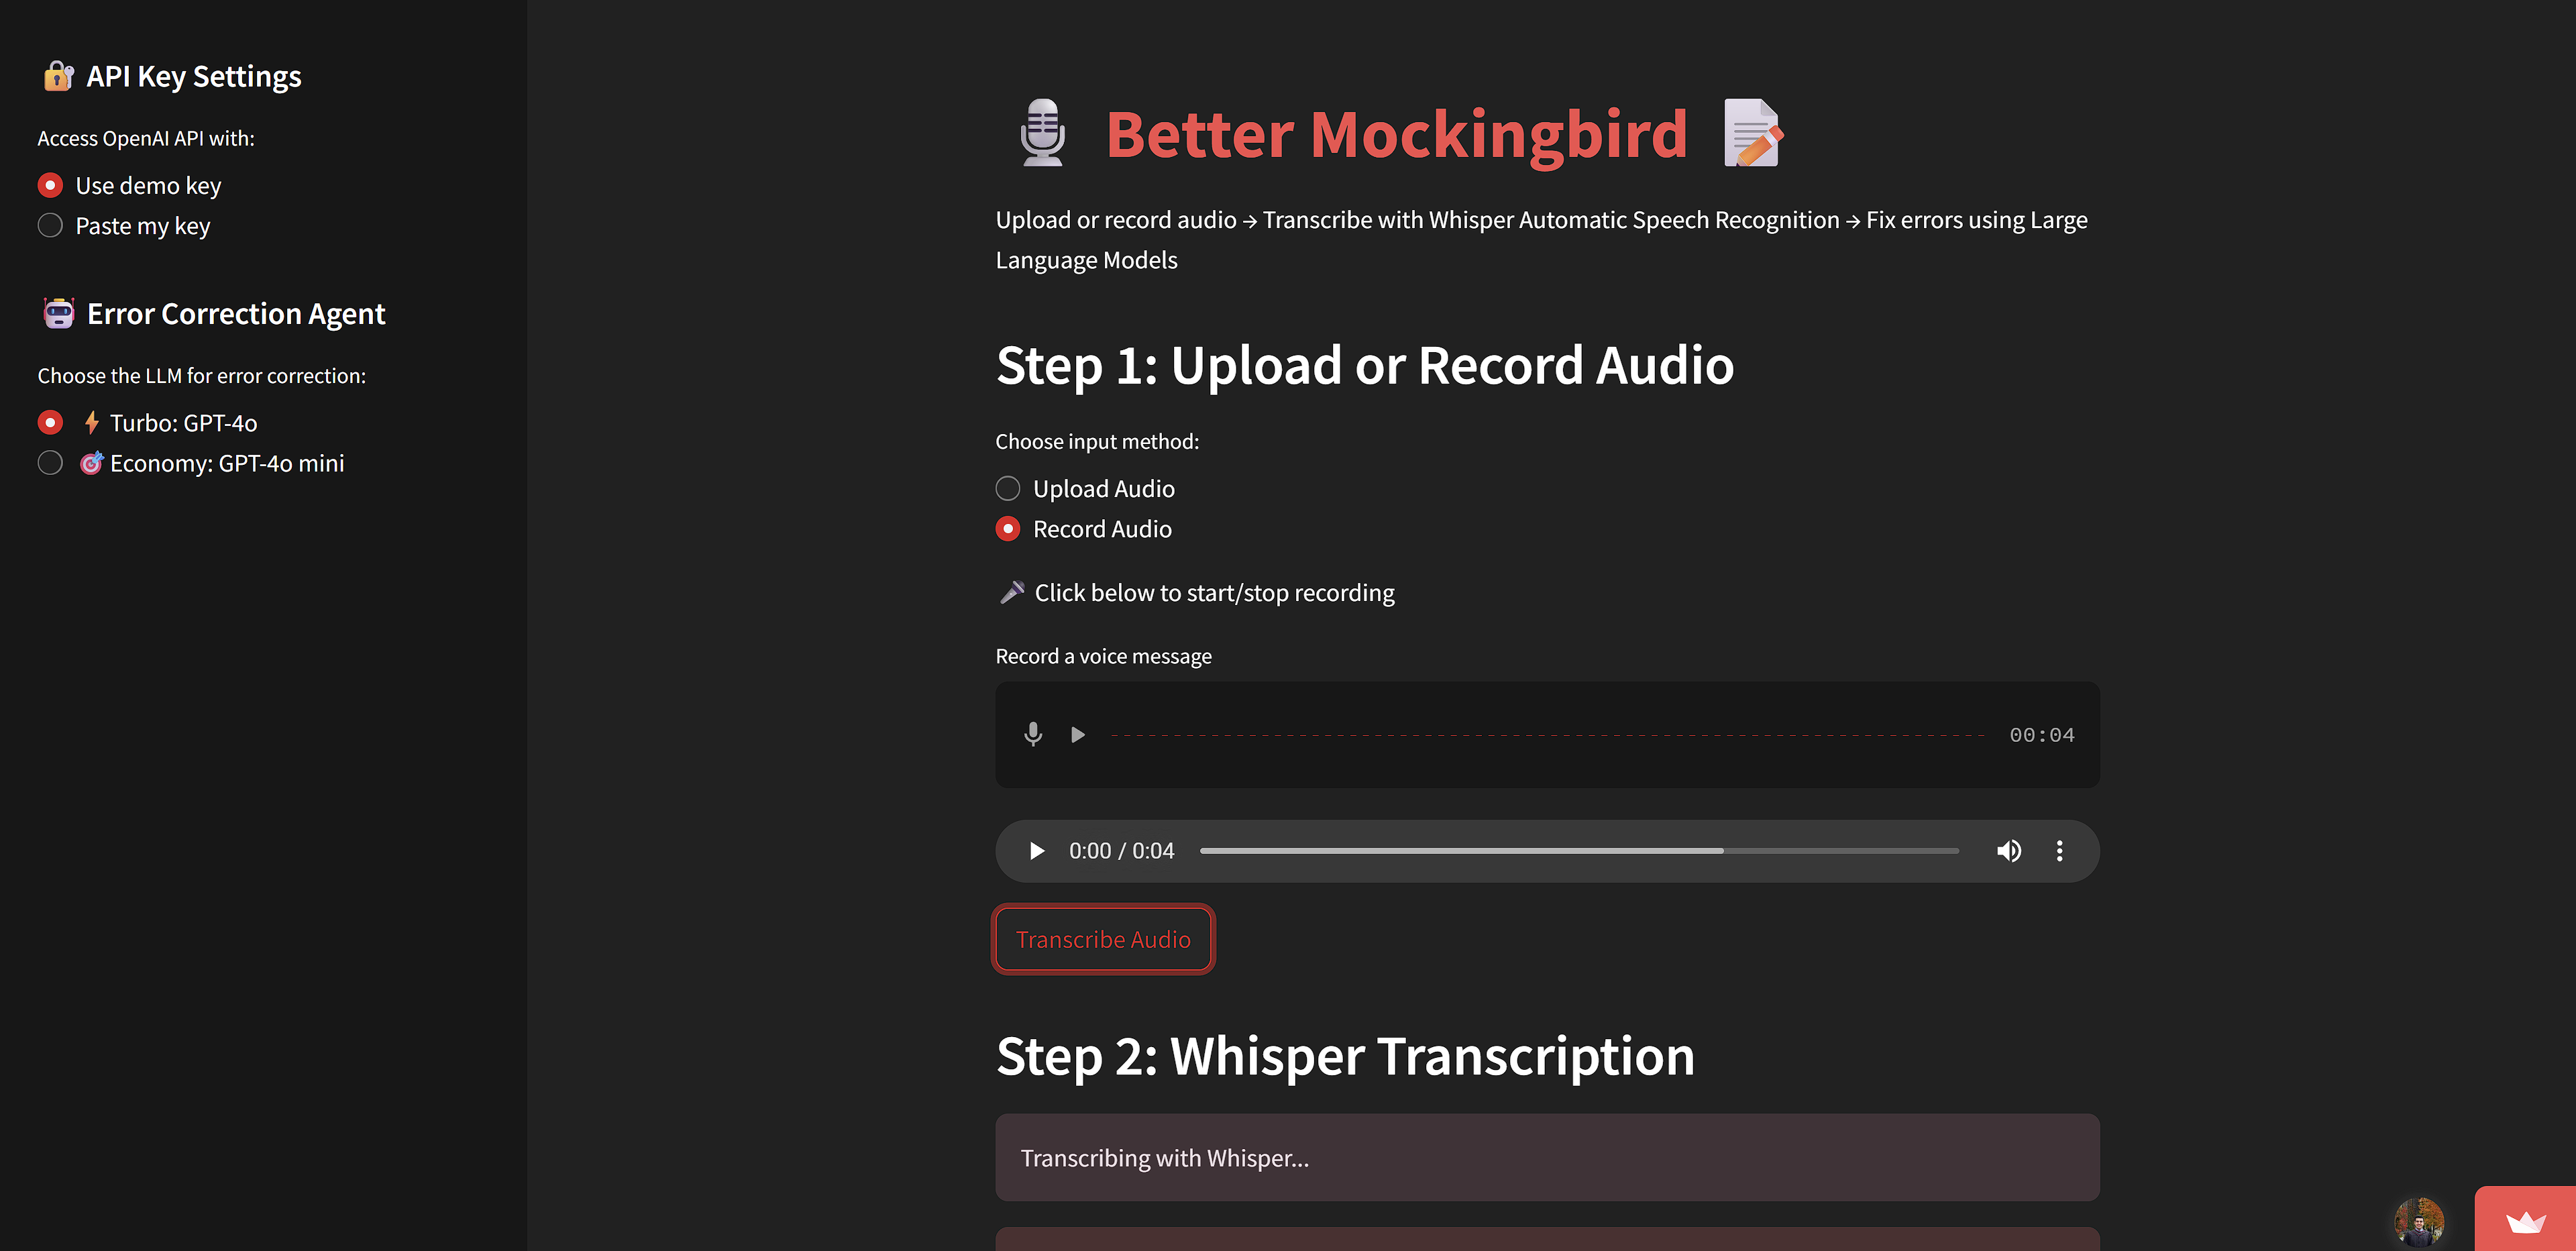 API Key Settings
Access OpenAI API with:
Use demo key
Paste my key
Error Correction Agent
Choose the LLM for error correction:
Turbo: GPT-4o
Economy: GPT-4o mini
Better Mockingbird
Upload or record audio → Transcribe with Whisper Automatic Speech Recognition → Fix errors using Large
Language Models
Step 1: Upload or Record Audio
Choose input method:
Upload Audio
Record Audio
Click below to start/stop recording
Record a voice message
00:04
0:00 / 0:04
Transcribe Audio
Step 2: Whisper Transcription
Transcribing with Whisper...